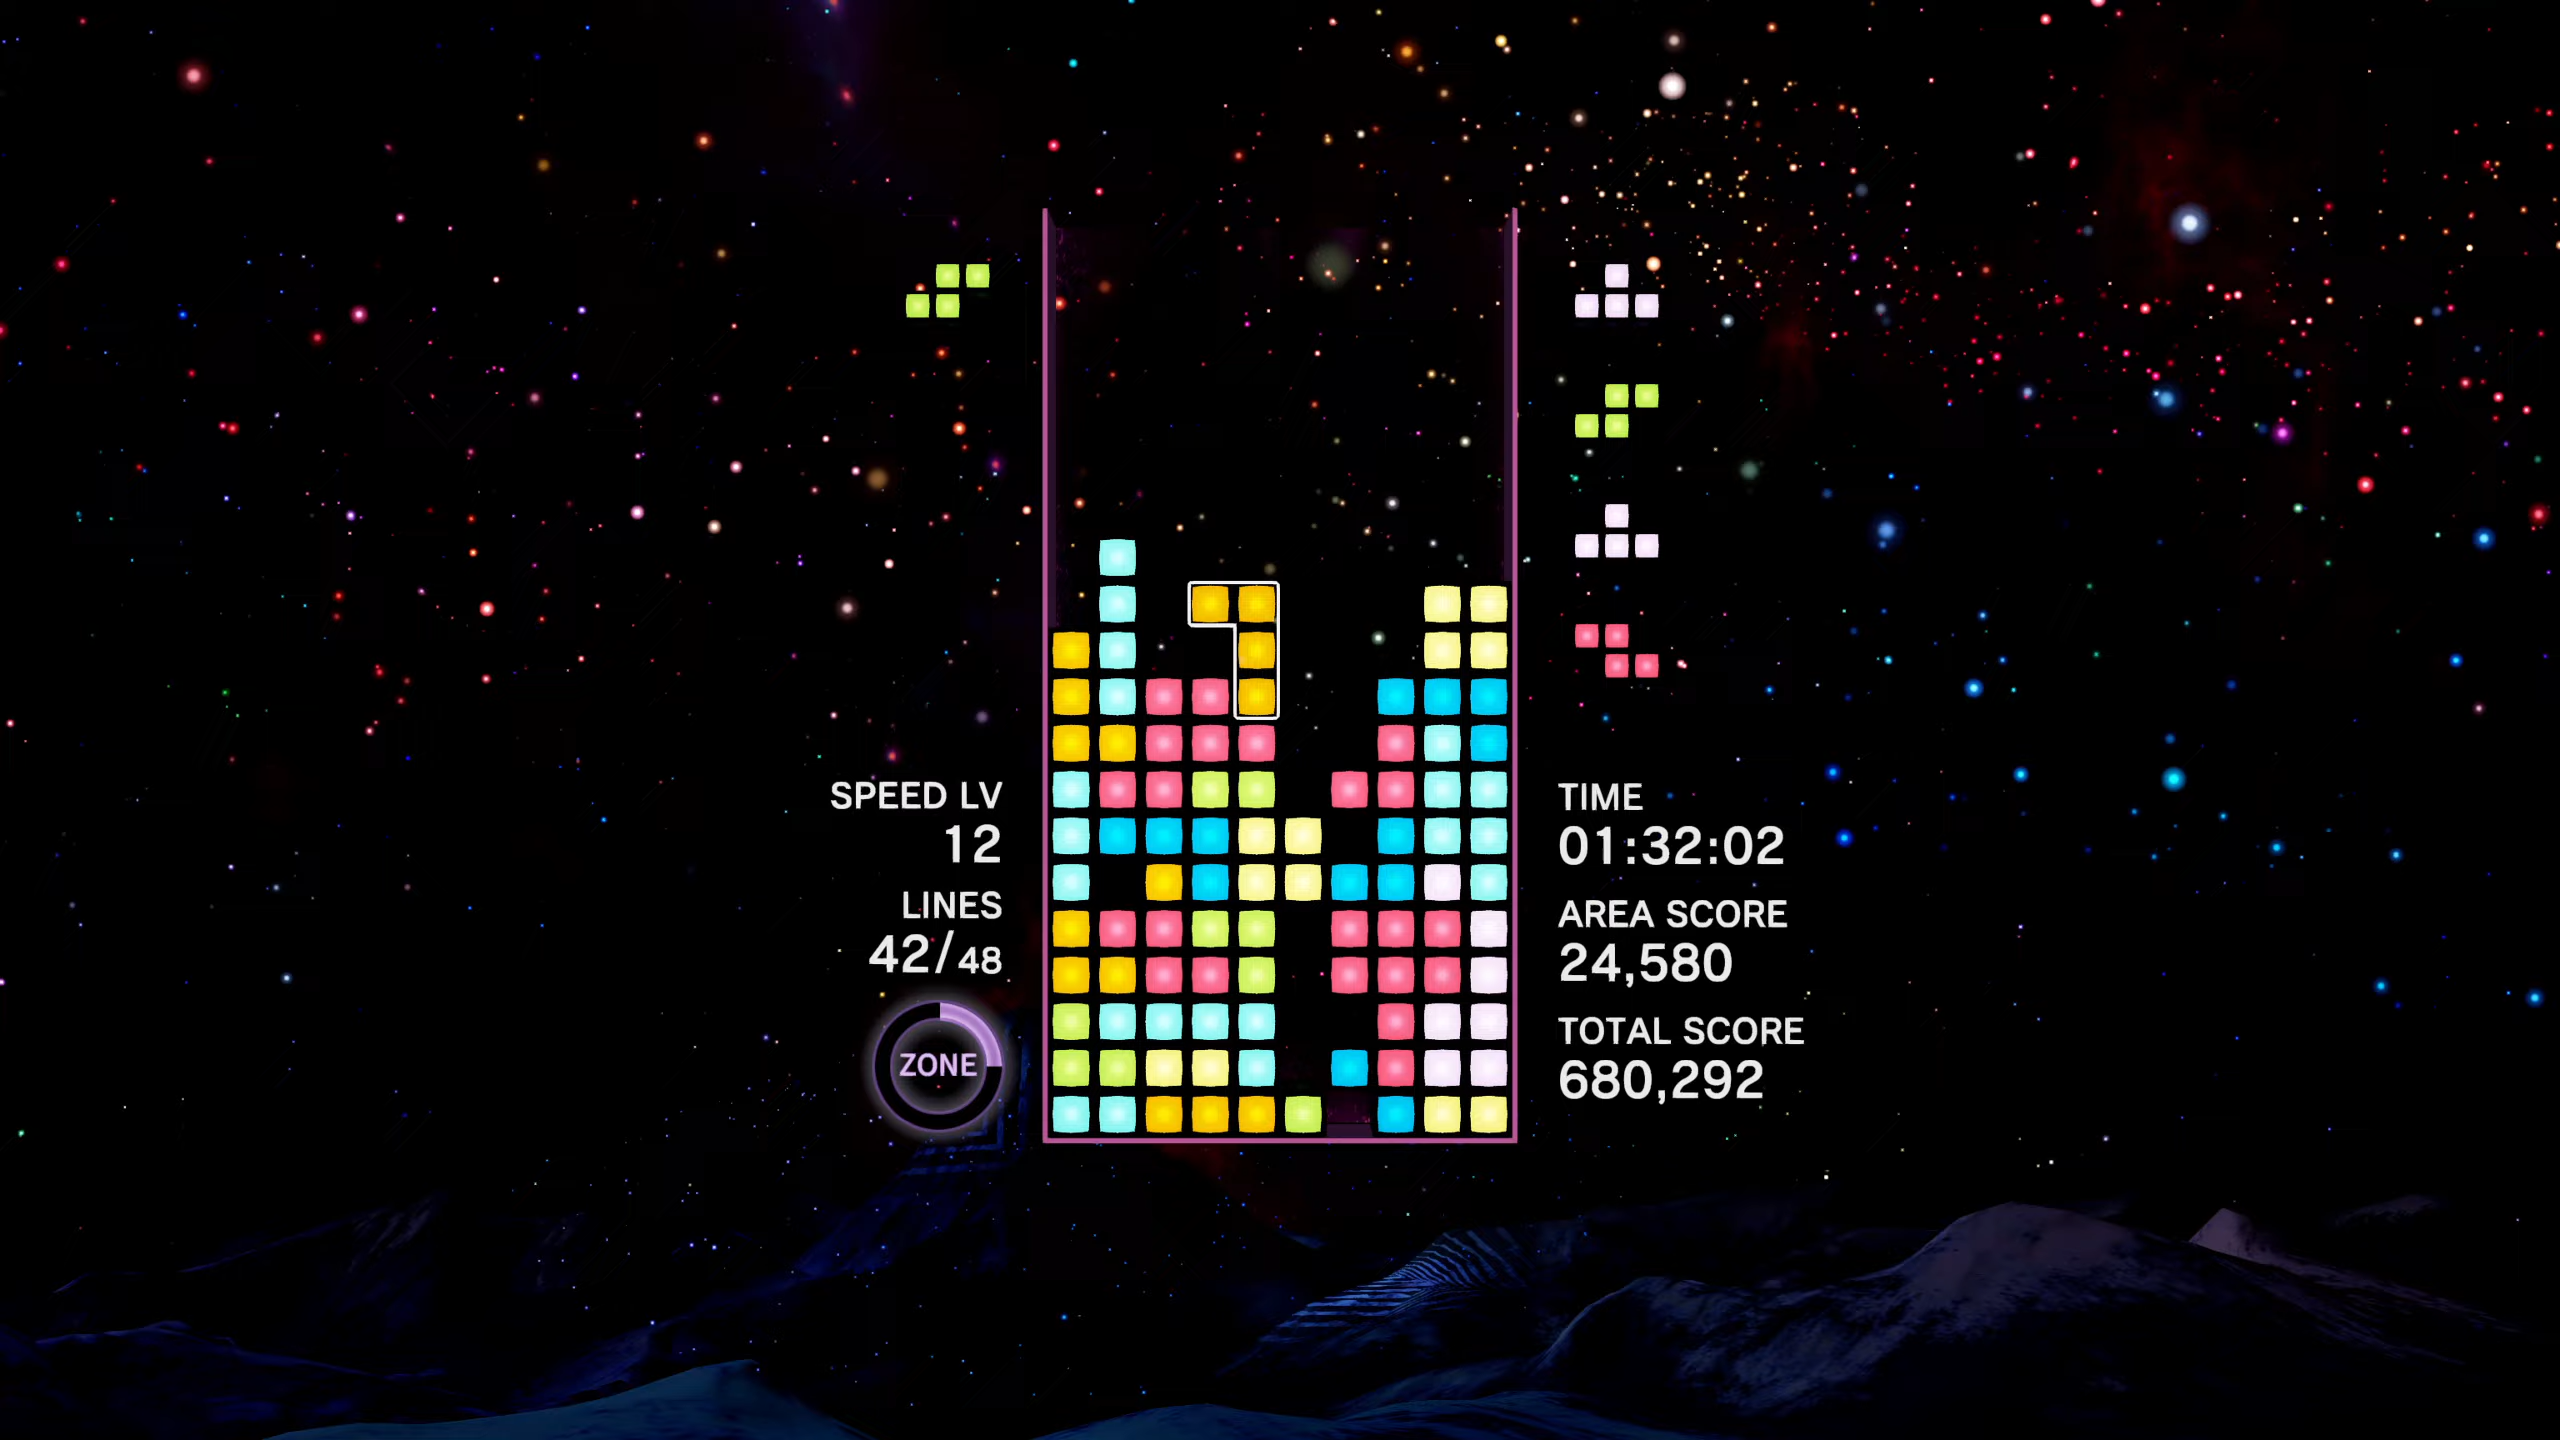 SPEED LV
12
LINES
42/48
ZONE
TIME
01:32:02
AREA SCORE
24,580
TOTAL SCORE
680,292